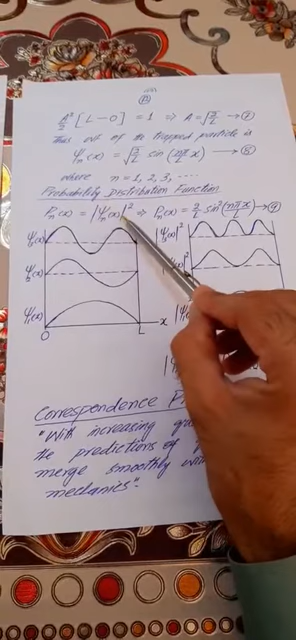 A²/2 [L-0] = 1 ⇒ A = √2/L → ⑦
Thus wf of the trapped particle is
Ψn(x) = √2/L sin(nπ/L x) → ⑧
where n = 1, 2, 3, ....
Probability Distribution Function
Pn(x) = |Ψn(x)|² ⇒ Pn(x) = 2/L sin²(nπx/L) → ⑨
Ψ3(x)
|Ψ3(x)|²
Ψ2(x)
Ψ1(x)
0
L
x
Correspondence P
"With increasing
the predictions of
merge smoothly
mechanics".